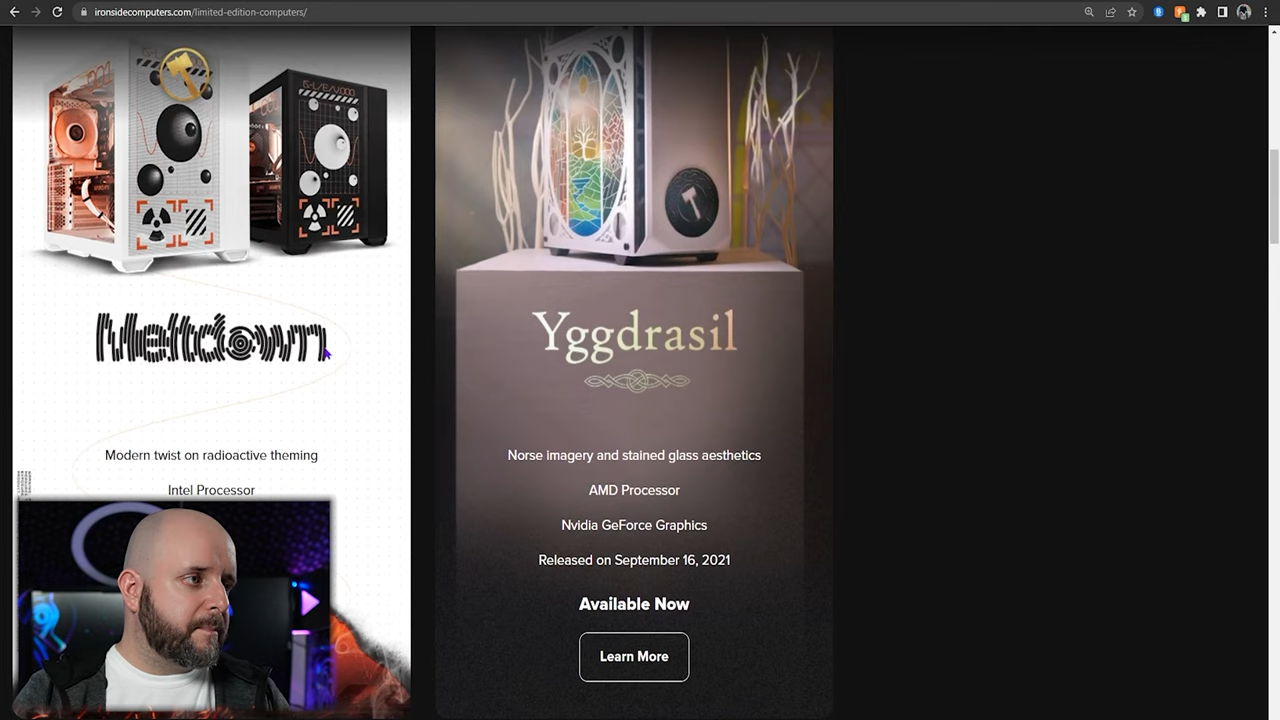 ironsidecomputers.com/limited-edition-computers/
Meltdown
Modern twist on radioactive theming
Intel Processor
Yggdrasil
Norse imagery and stained glass aesthetics
AMD Processor
Nvidia GeForce Graphics
Released on September 16, 2021
Available Now
Learn More